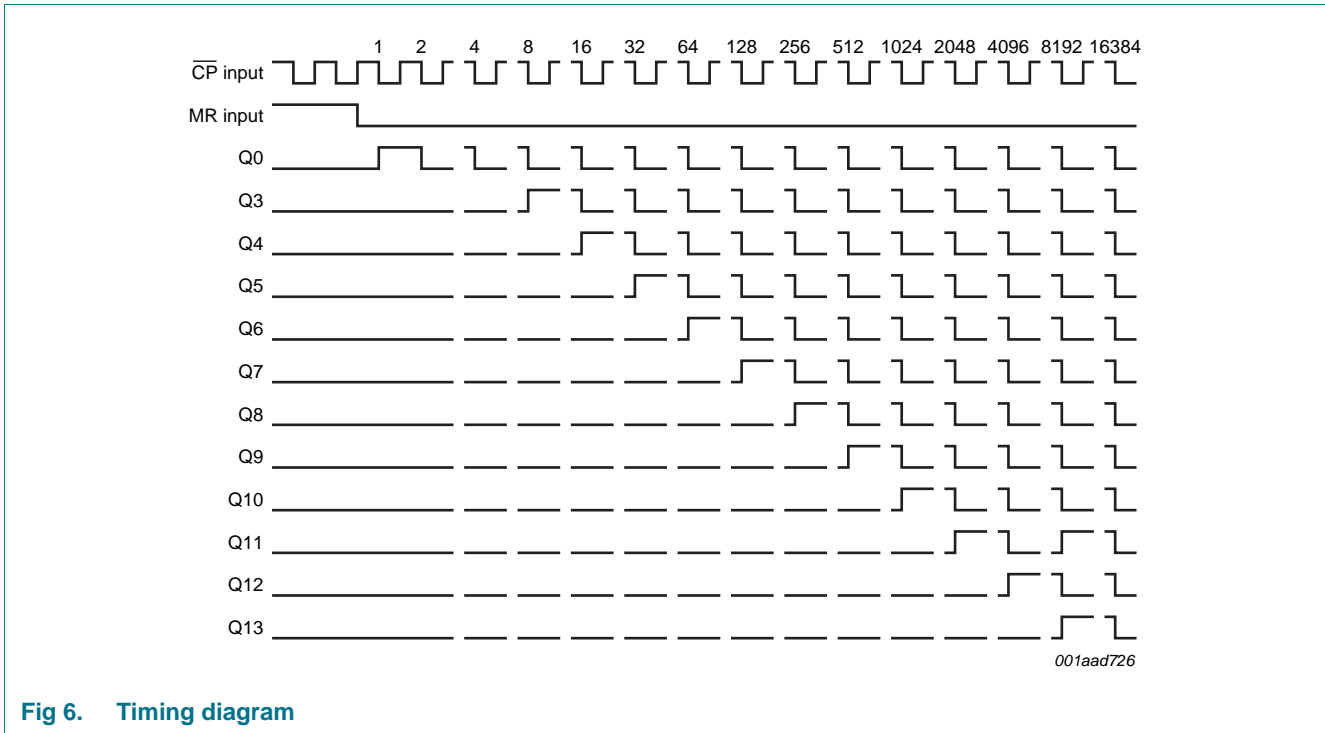 1 2 4 8 16 32 64 128 256 512 1024 2048 4096 8192 16384
CP input
MR input
Q0
Q3
Q4
Q5
Q6
Q7
Q8
Q9
Q10
Q11
Q12
Q13
001aad726
Fig 6. Timing diagram